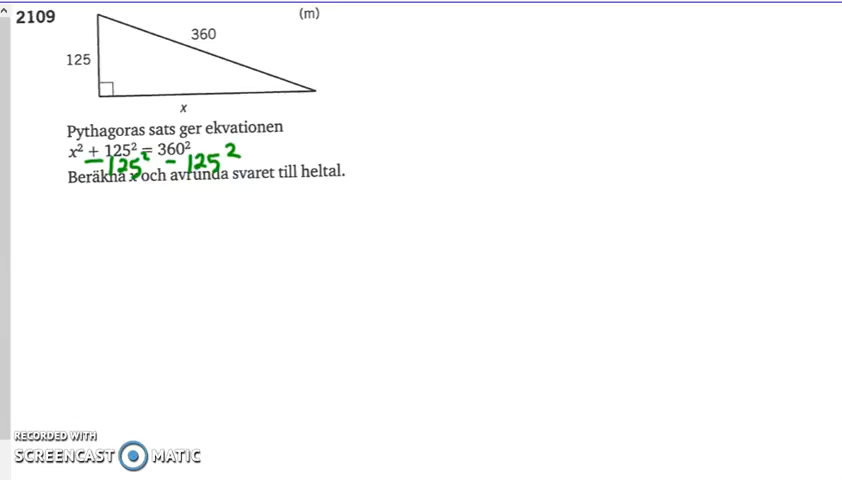 2109
(m)
360
125
x
Pythagoras sats ger ekvationen
x² + 125² = 360²
- 125² - 125²
Beräkna x och avrunda svaret till heltal.
RECORDED WITH
SCREENCAST MATIC